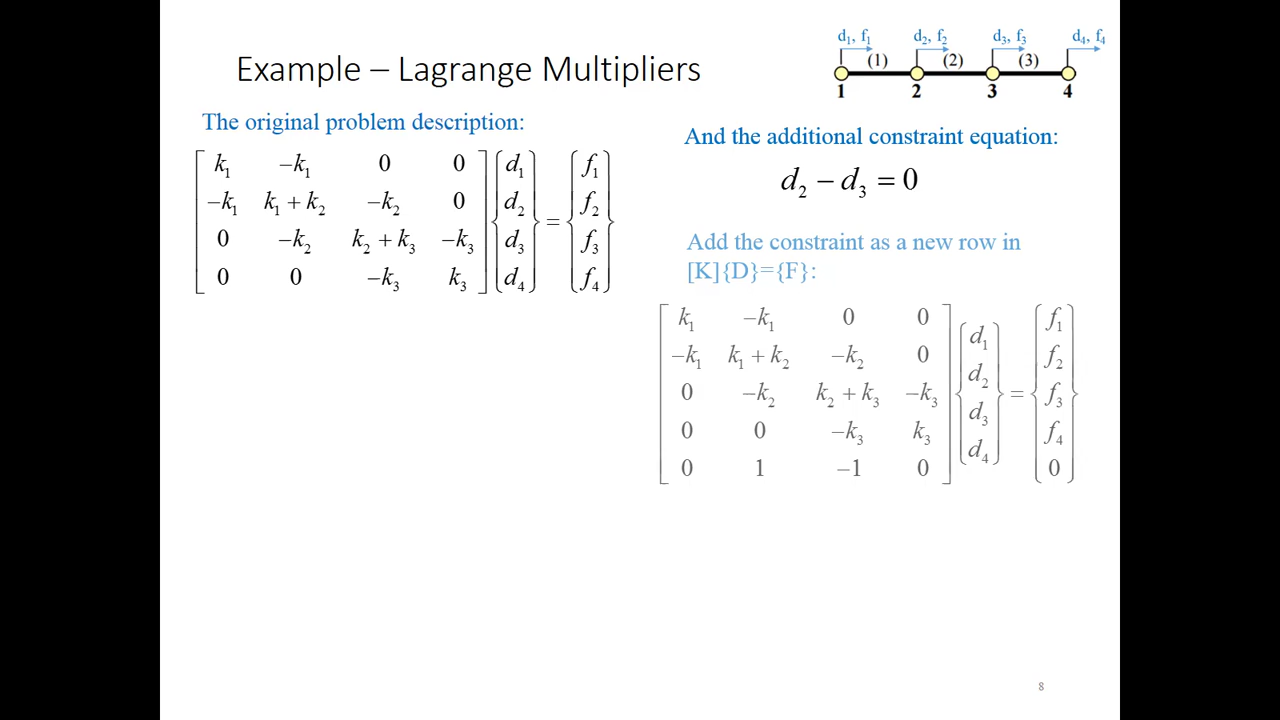 Example – Lagrange Multipliers
d₁, f₁ d₂, f₂ d₃, f₃ d₄, f₄
(1) (2) (3)
1 2 3 4
The original problem description:
[ k₁ −k₁ 0 0 ] { d₁ } { f₁ }
[ −k₁ k₁ + k₂ −k₂ 0 ] { d₂ } = { f₂ }
[ 0 −k₂ k₂ + k₃ −k₃ ] { d₃ } { f₃ }
[ 0 0 −k₃ k₃ ] { d₄ } { f₄ }
And the additional constraint equation:
d₂ − d₃ = 0
Add the constraint as a new row in
[K]{D}={F}:
[ k₁ −k₁ 0 0 ] { d₁ } { f₁ }
[ −k₁ k₁ + k₂ −k₂ 0 ] { d₂ } { f₂ }
[ 0 −k₂ k₂ + k₃ −k₃ ] { d₃ } = { f₃ }
[ 0 0 −k₃ k₃ ] { d₄ } { f₄ }
[ 0 1 −1 0 ] { 0 }
8